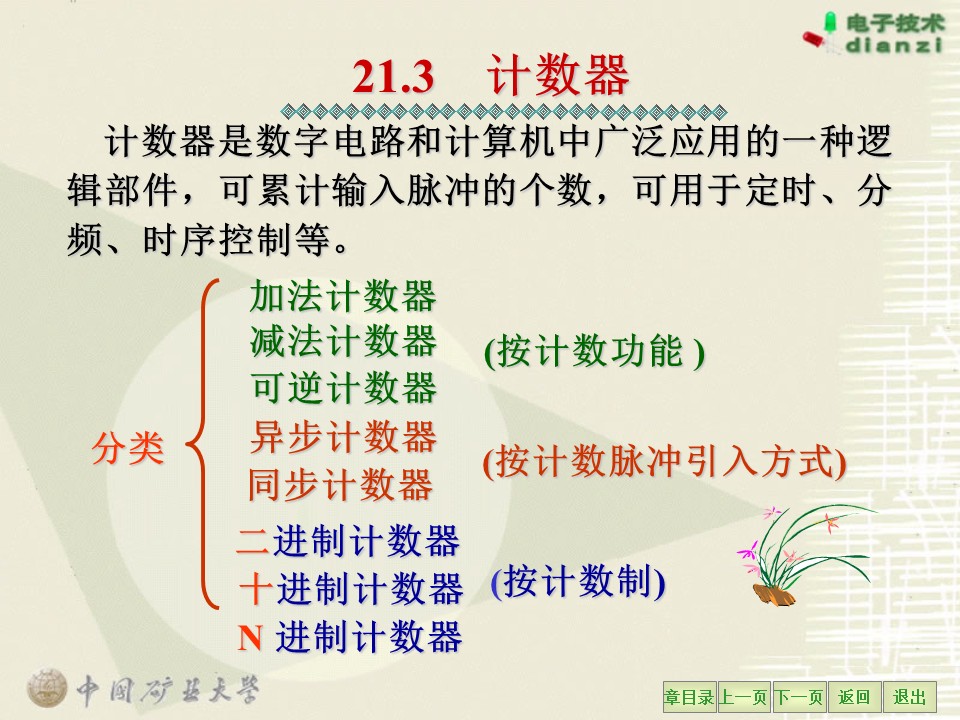 电子技术
dianzi
21.3 计数器
计数器是数字电路和计算机中广泛应用的一种逻
辑部件，可累计输入脉冲的个数，可用于定时、分
频、时序控制等。
加法计数器
减法计数器
(按计数功能 )
可逆计数器
分类
异步计数器
(按计数脉冲引入方式)
同步计数器
二进制计数器
十进制计数器
(按计数制)
N 进制计数器
中国矿业大学
章目录 上一页 下一页 返回 退出